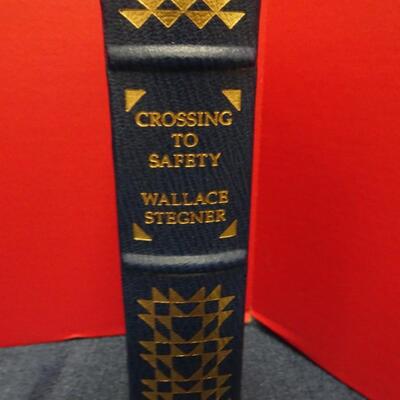 CROSSING
TO
SAFETY
WALLACE
STEGNER